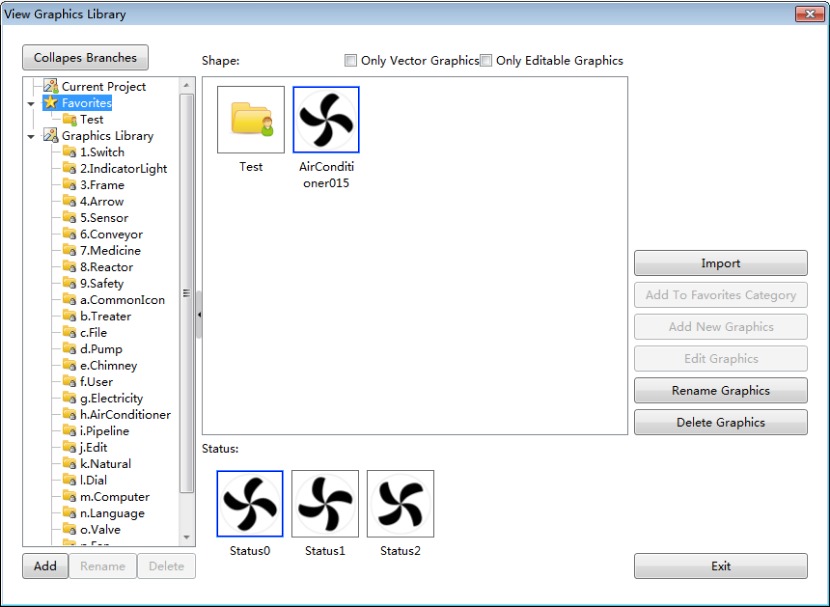 View Graphics Library
Collapes Branches
Shape:
Only Vector Graphics
Only Editable Graphics
Current Project
Favorites
Test
Graphics Library
1.Switch
2.IndicatorLight
3.Frame
4.Arrow
5.Sensor
6.Conveyor
7.Medicine
8.Reactor
9.Safety
a.CommonIcon
b.Treater
c.File
d.Pump
e.Chimney
f.User
g.Electricity
h.AirConditioner
i.Pipeline
j.Edit
k.Natural
l.Dial
m.Computer
n.Language
o.Valve
Add
Rename
Delete
Test
AirConditi
oner015
Import
Add To Favorites Category
Add New Graphics
Edit Graphics
Rename Graphics
Delete Graphics
Status:
Status0
Status1
Status2
Exit